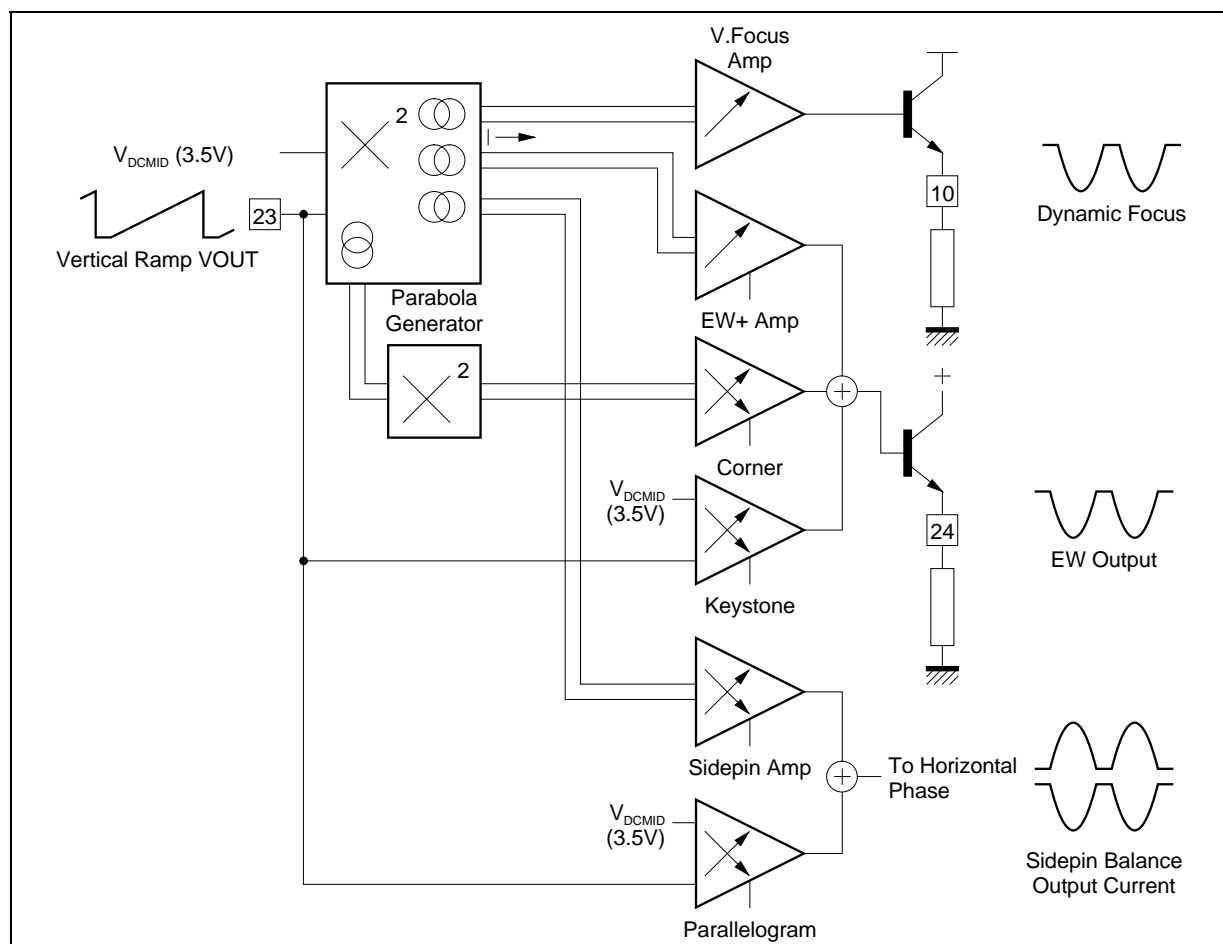 V.Focus
Amp
2
I
V_DCMID (3.5V)
23
Vertical Ramp VOUT
10
Dynamic Focus
Parabola
Generator
EW+ Amp
2
+
+
Corner
V_DCMID
(3.5V)
24
EW Output
Keystone
Sidepin Amp
+
To Horizontal
Phase
V_DCMID
(3.5V)
Sidepin Balance
Output Current
Parallelogram